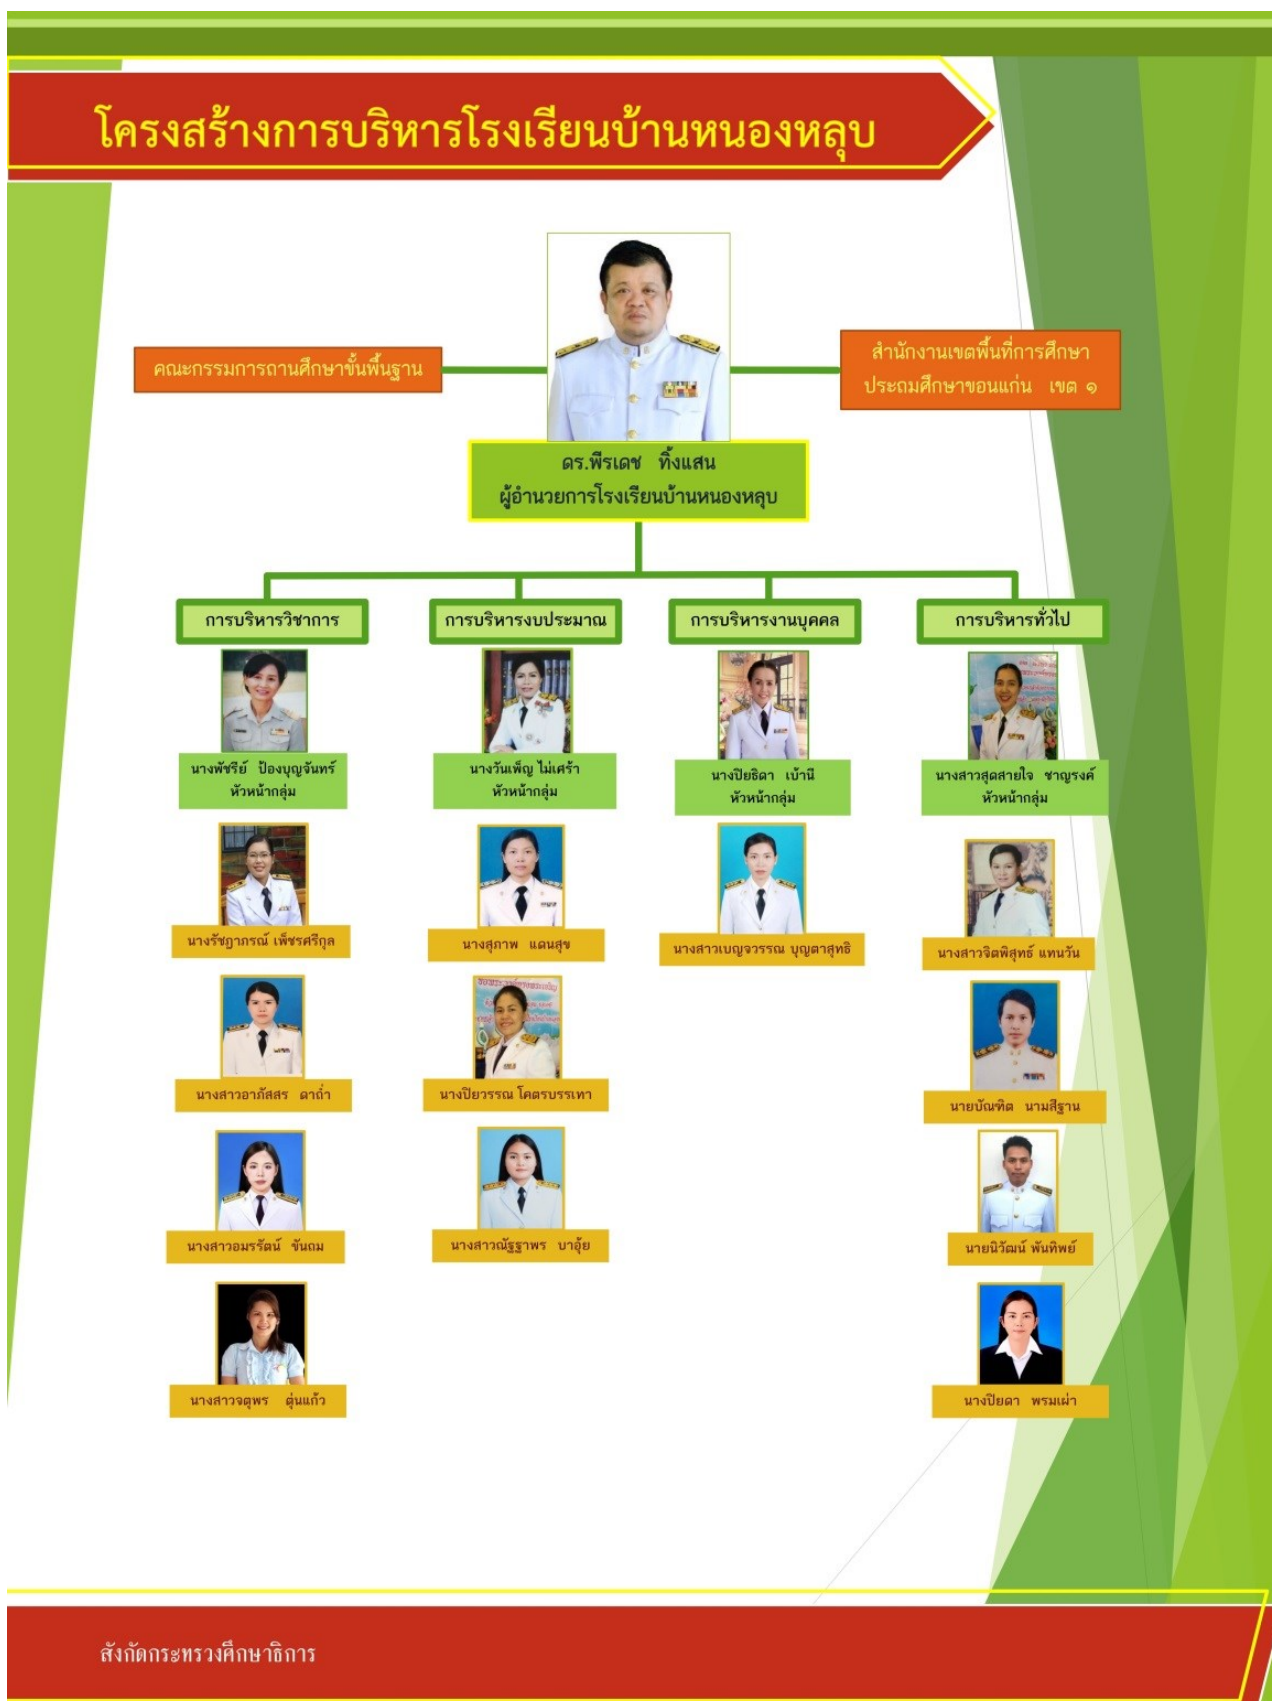 โครงสร้างการบริหารโรงเรียนบ้านหนองหลุบ
คณะกรรมการถานศึกษาขั้นพื้นฐาน
สำนักงานเขตพื้นที่การศึกษา
ประถมศึกษาขอนแก่น เขต ๑
ดร.พีรเดช ทิ้งแสน
ผู้อำนวยการโรงเรียนบ้านหนองหลุบ
การบริหารวิชาการ
การบริหารงบประมาณ
การบริหารงานบุคคล
การบริหารทั่วไป
นางพัชรีย์ ป้องบุญจันทร์
หัวหน้ากลุ่ม
นางวันเพ็ญ ไม่เศร้า
หัวหน้ากลุ่ม
นางปิยธิดา เบ้านี
หัวหน้ากลุ่ม
นางสาวสุดสายใจ ชาญรงค์
หัวหน้ากลุ่ม
นางรัชฎาภรณ์ เพ็ชรศรีกุล
นางสุภาพ แดนสุข
นางสาวเบญจวรรณ บุญตาสุทธิ
นางสาวจิตพิสุทธ์ แทนวัน
นางสาวอาภัสสร ดาถ่ำ
นางปิยวรรณ โคตรบรรเทา
นายบัณฑิต นามสีฐาน
นางสาวอมรรัตน์ ขันถม
นางสาวณัฐฐาพร บาอุ้ย
นายนิวัฒน์ พันทิพย์
นางสาวจตุพร ตุ่นแก้ว
นางปิยดา พรมเผ่า
สังกัดกระทรวงศึกษาธิการ